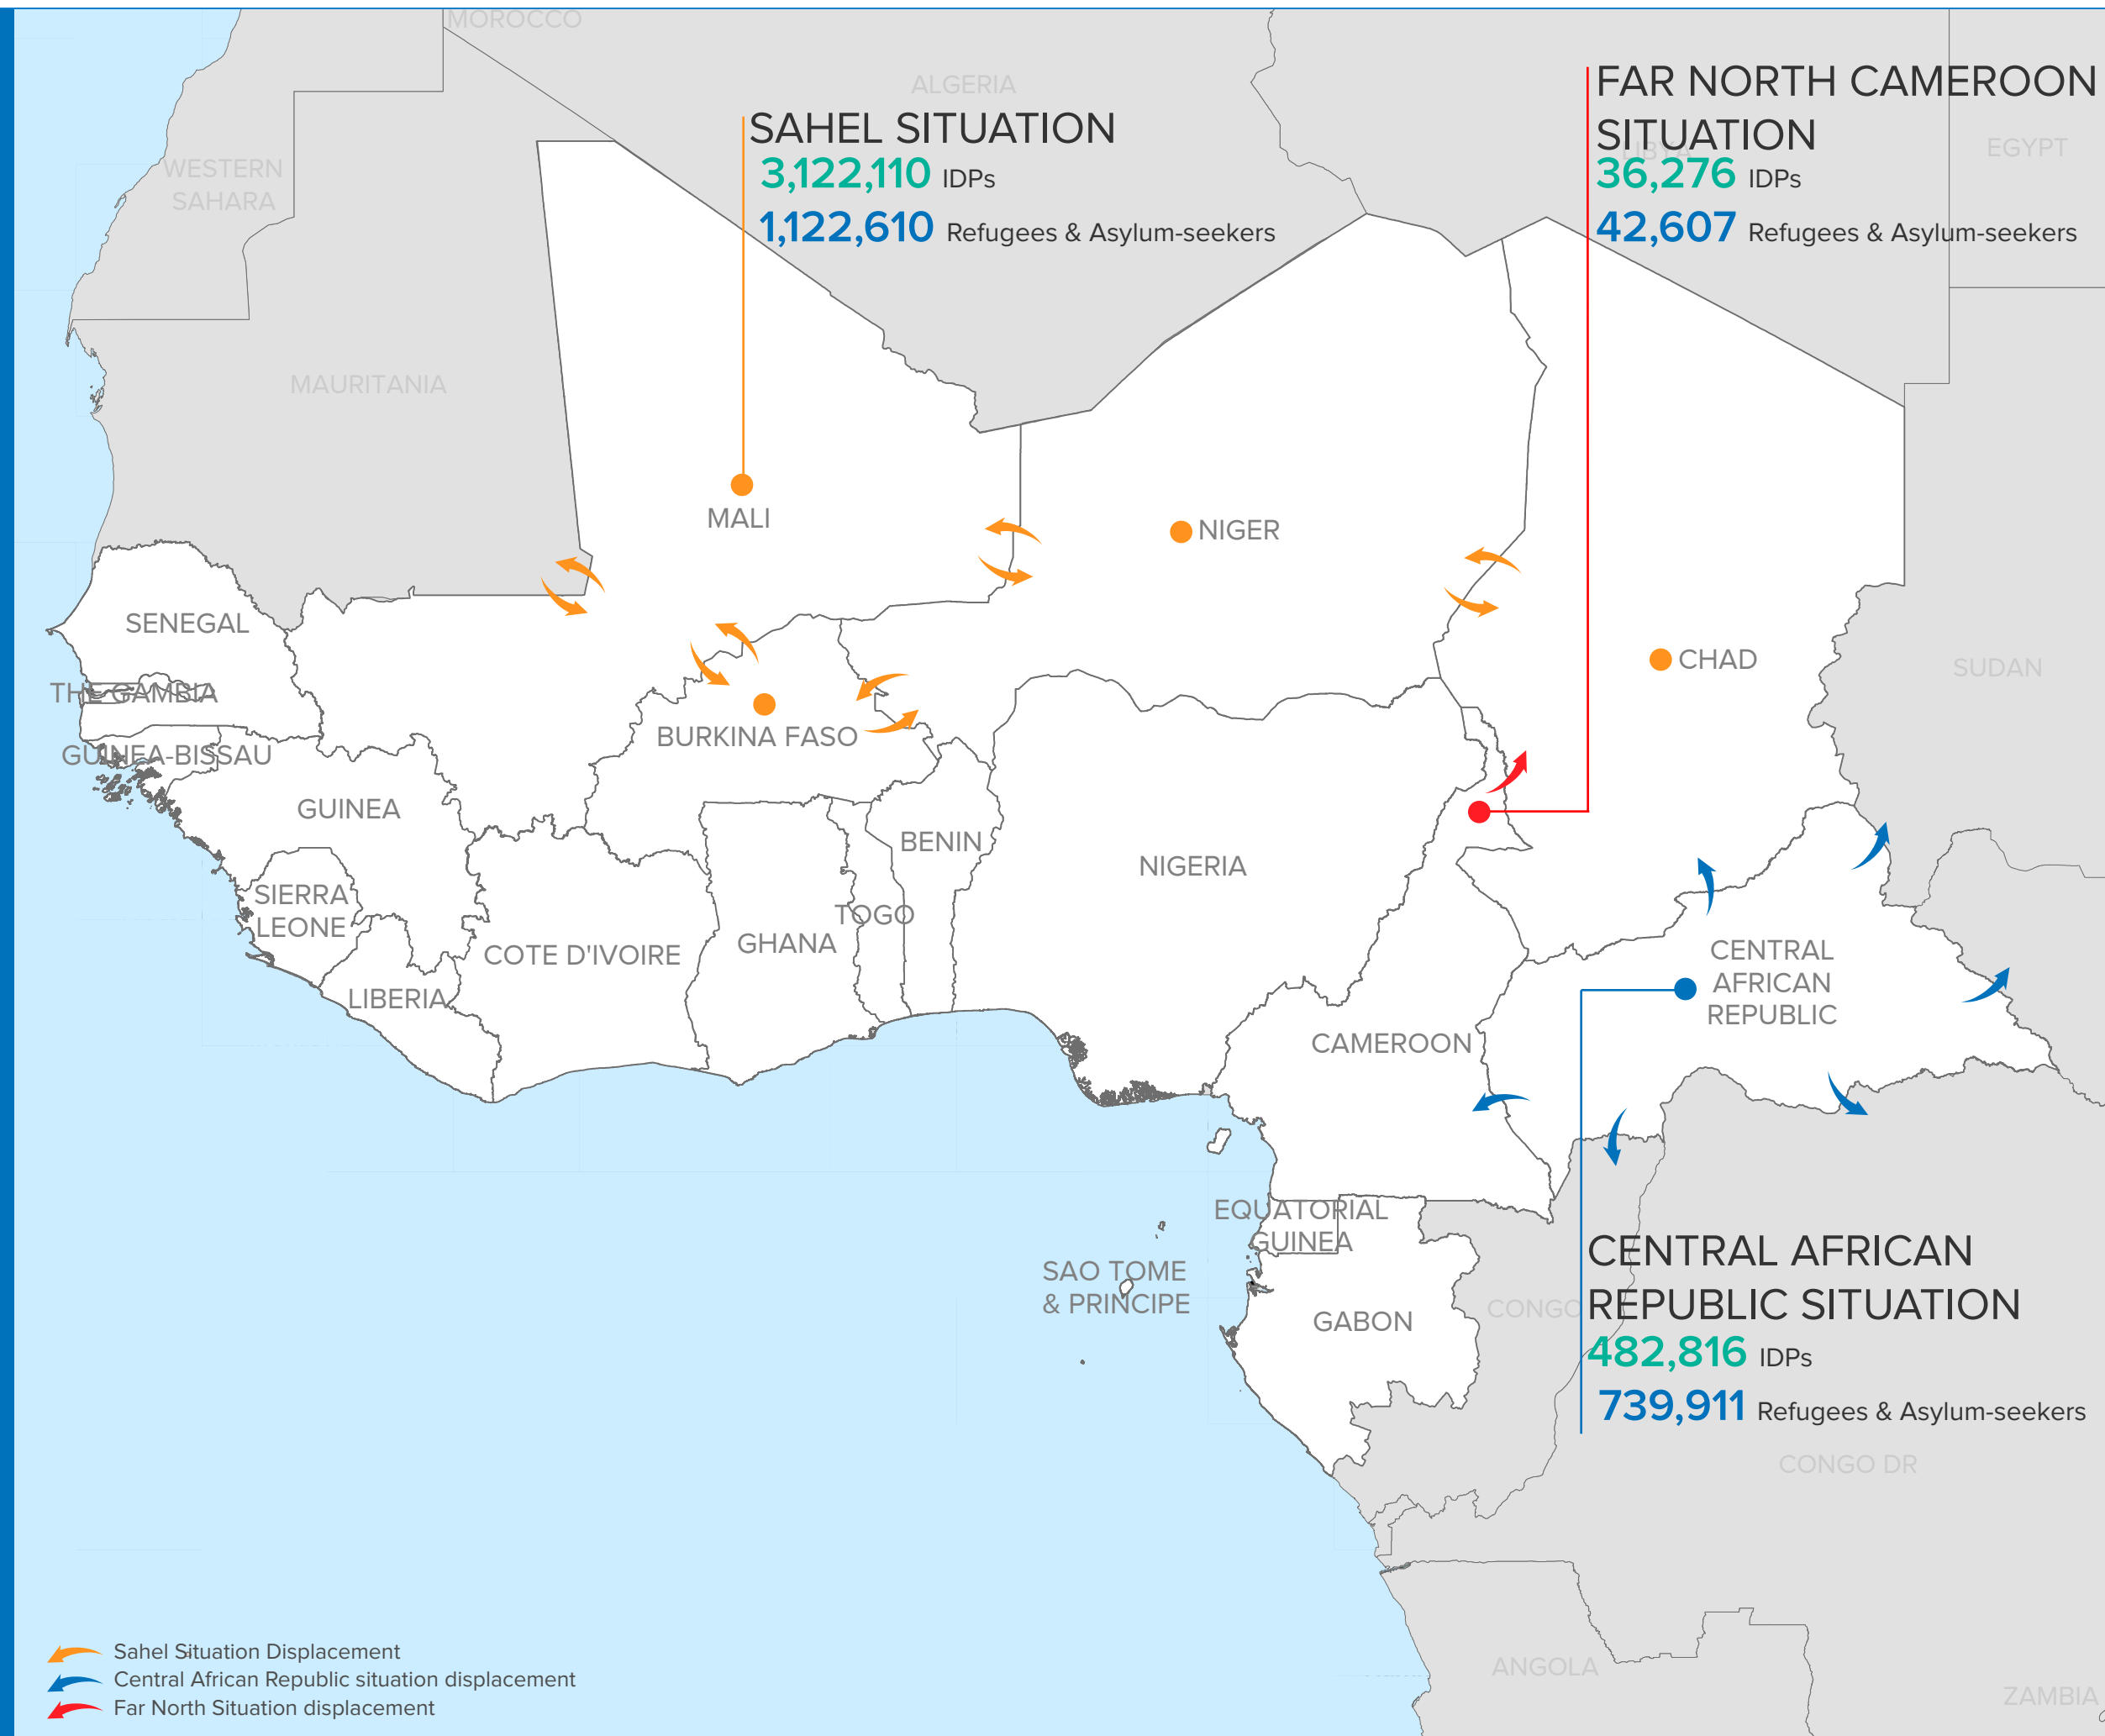 MOROCCO
ALGERIA
LIBYA
EGYPT
WESTERN
SAHARA
MAURITANIA
SAHEL SITUATION
3,122,110 IDPs
1,122,610 Refugees & Asylum-seekers
FAR NORTH CAMEROON
SITUATION
36,276 IDPs
42,607 Refugees & Asylum-seekers
MALI
NIGER
CHAD
SUDAN
SENEGAL
THE GAMBIA
GUINEA-BISSAU
GUINEA
SIERRA
LEONE
LIBERIA
COTE D'IVOIRE
BURKINA FASO
GHANA
TOGO
BENIN
NIGERIA
CAMEROON
CENTRAL
AFRICAN
REPUBLIC
EQUATORIAL
GUINEA
SAO TOME
& PRINCIPE
GABON
CONGO
CENTRAL AFRICAN
REPUBLIC SITUATION
482,816 IDPs
739,911 Refugees & Asylum-seekers
CONGO DR
ANGOLA
ZAMBIA
Sahel Situation Displacement
Central African Republic situation displacement
Far North Situation displacement